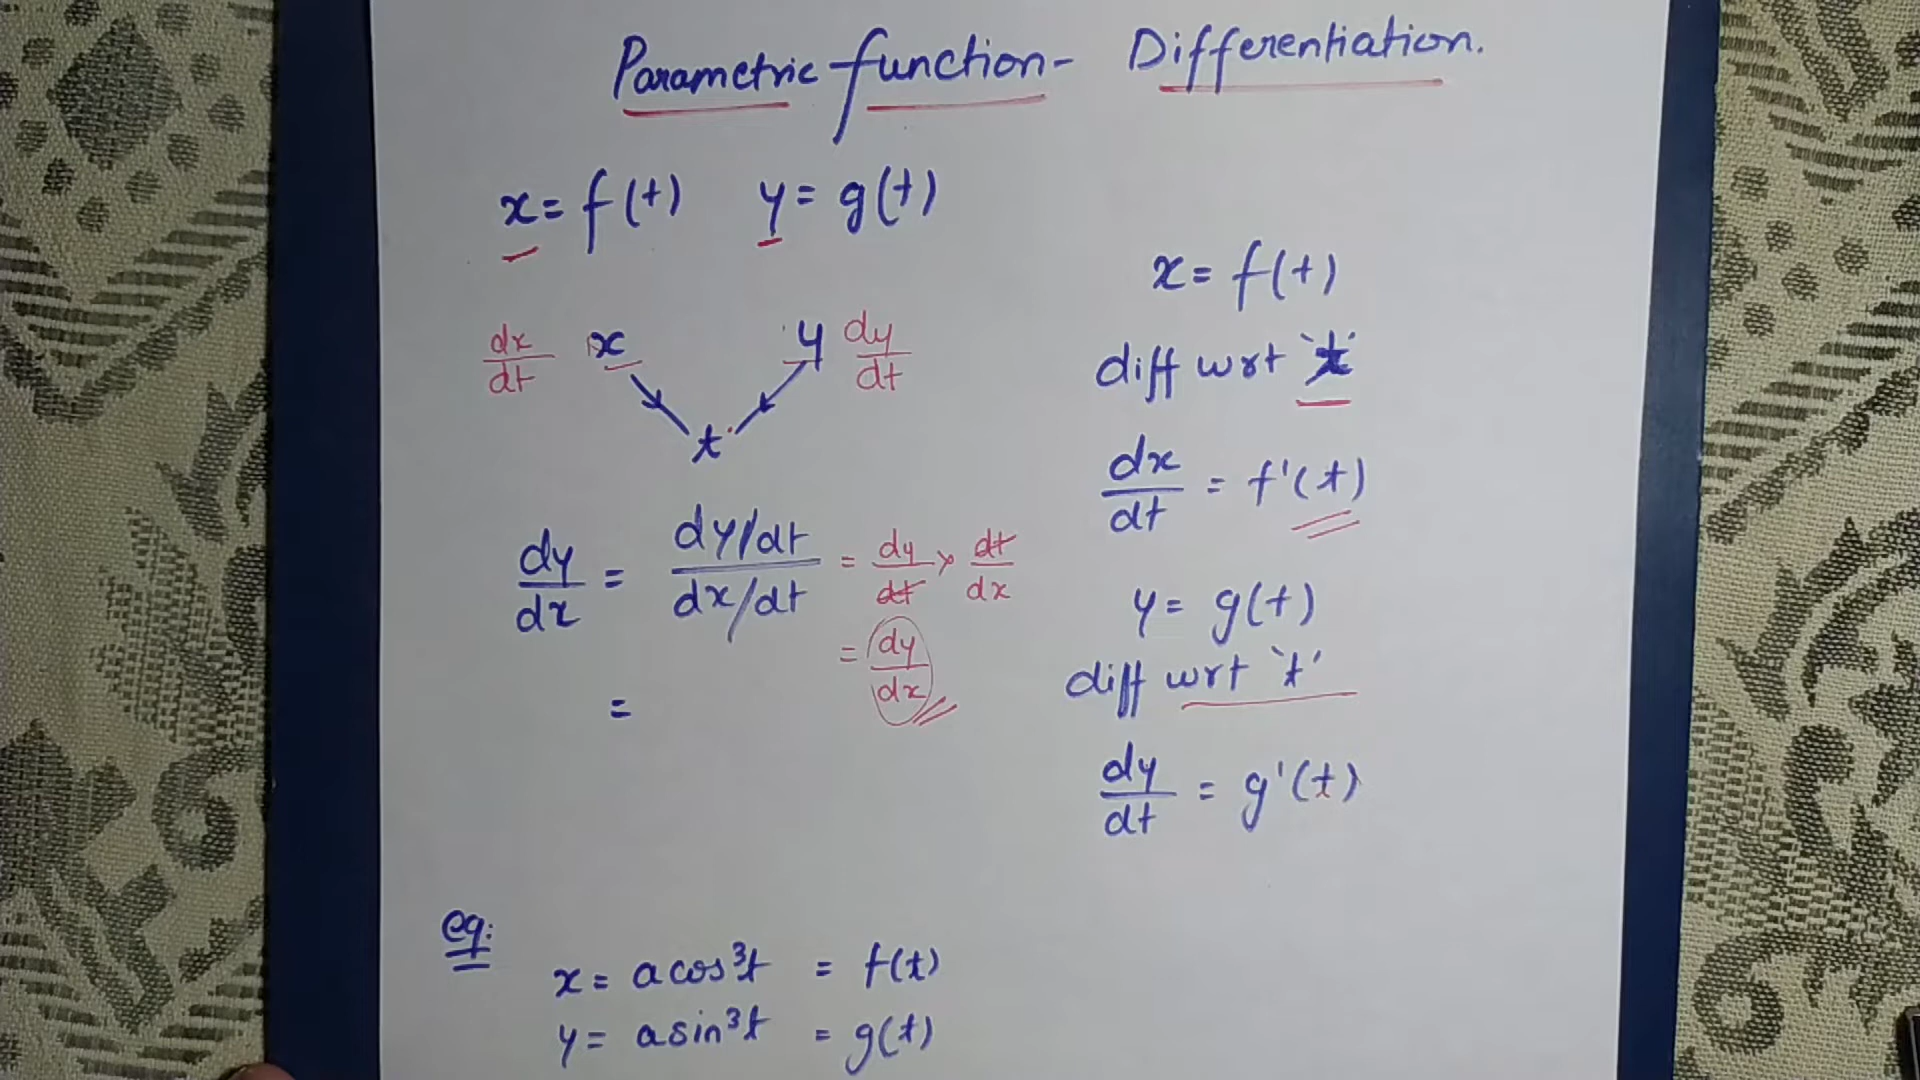 Parametric function - Differentiation.
x = f(t) y = g(t)
dx/dt x y dy/dt
t
dy/dx = dy/dt / dx/dt = dy/dt × dt/dx
= dy/dx
=
x = f(t)
diff wrt 't'
dx/dt = f'(t)
y = g(t)
diff wrt 't'
dy/dt = g'(t)
eg:
x = a cos³t = f(t)
y = a sin³t = g(t)